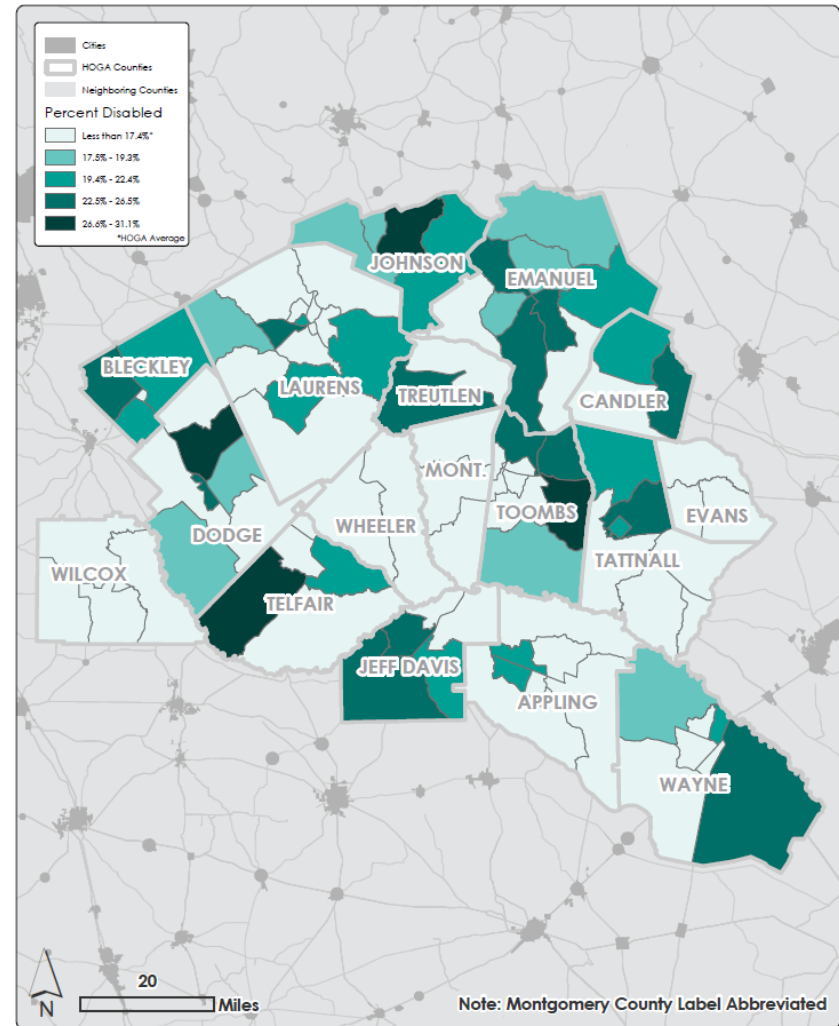 Cities
HOGA Counties
Neighboring Counties
Percent Disabled
Less than 17.4%*
17.5% - 19.3%
19.4% - 22.4%
22.5% - 26.5%
26.6% - 31.1%
*HOGA Average
JOHNSON
EMANUEL
BLECKLEY
LAURENS
TREUTLEN
CANDLER
MONT.
TOOMBS
EVANS
WHEELER
DODGE
TATTNALL
WILCOX
TELFAIR
JEFF DAVIS
APPLING
WAYNE
N
20
Miles
Note: Montgomery County Label Abbreviated